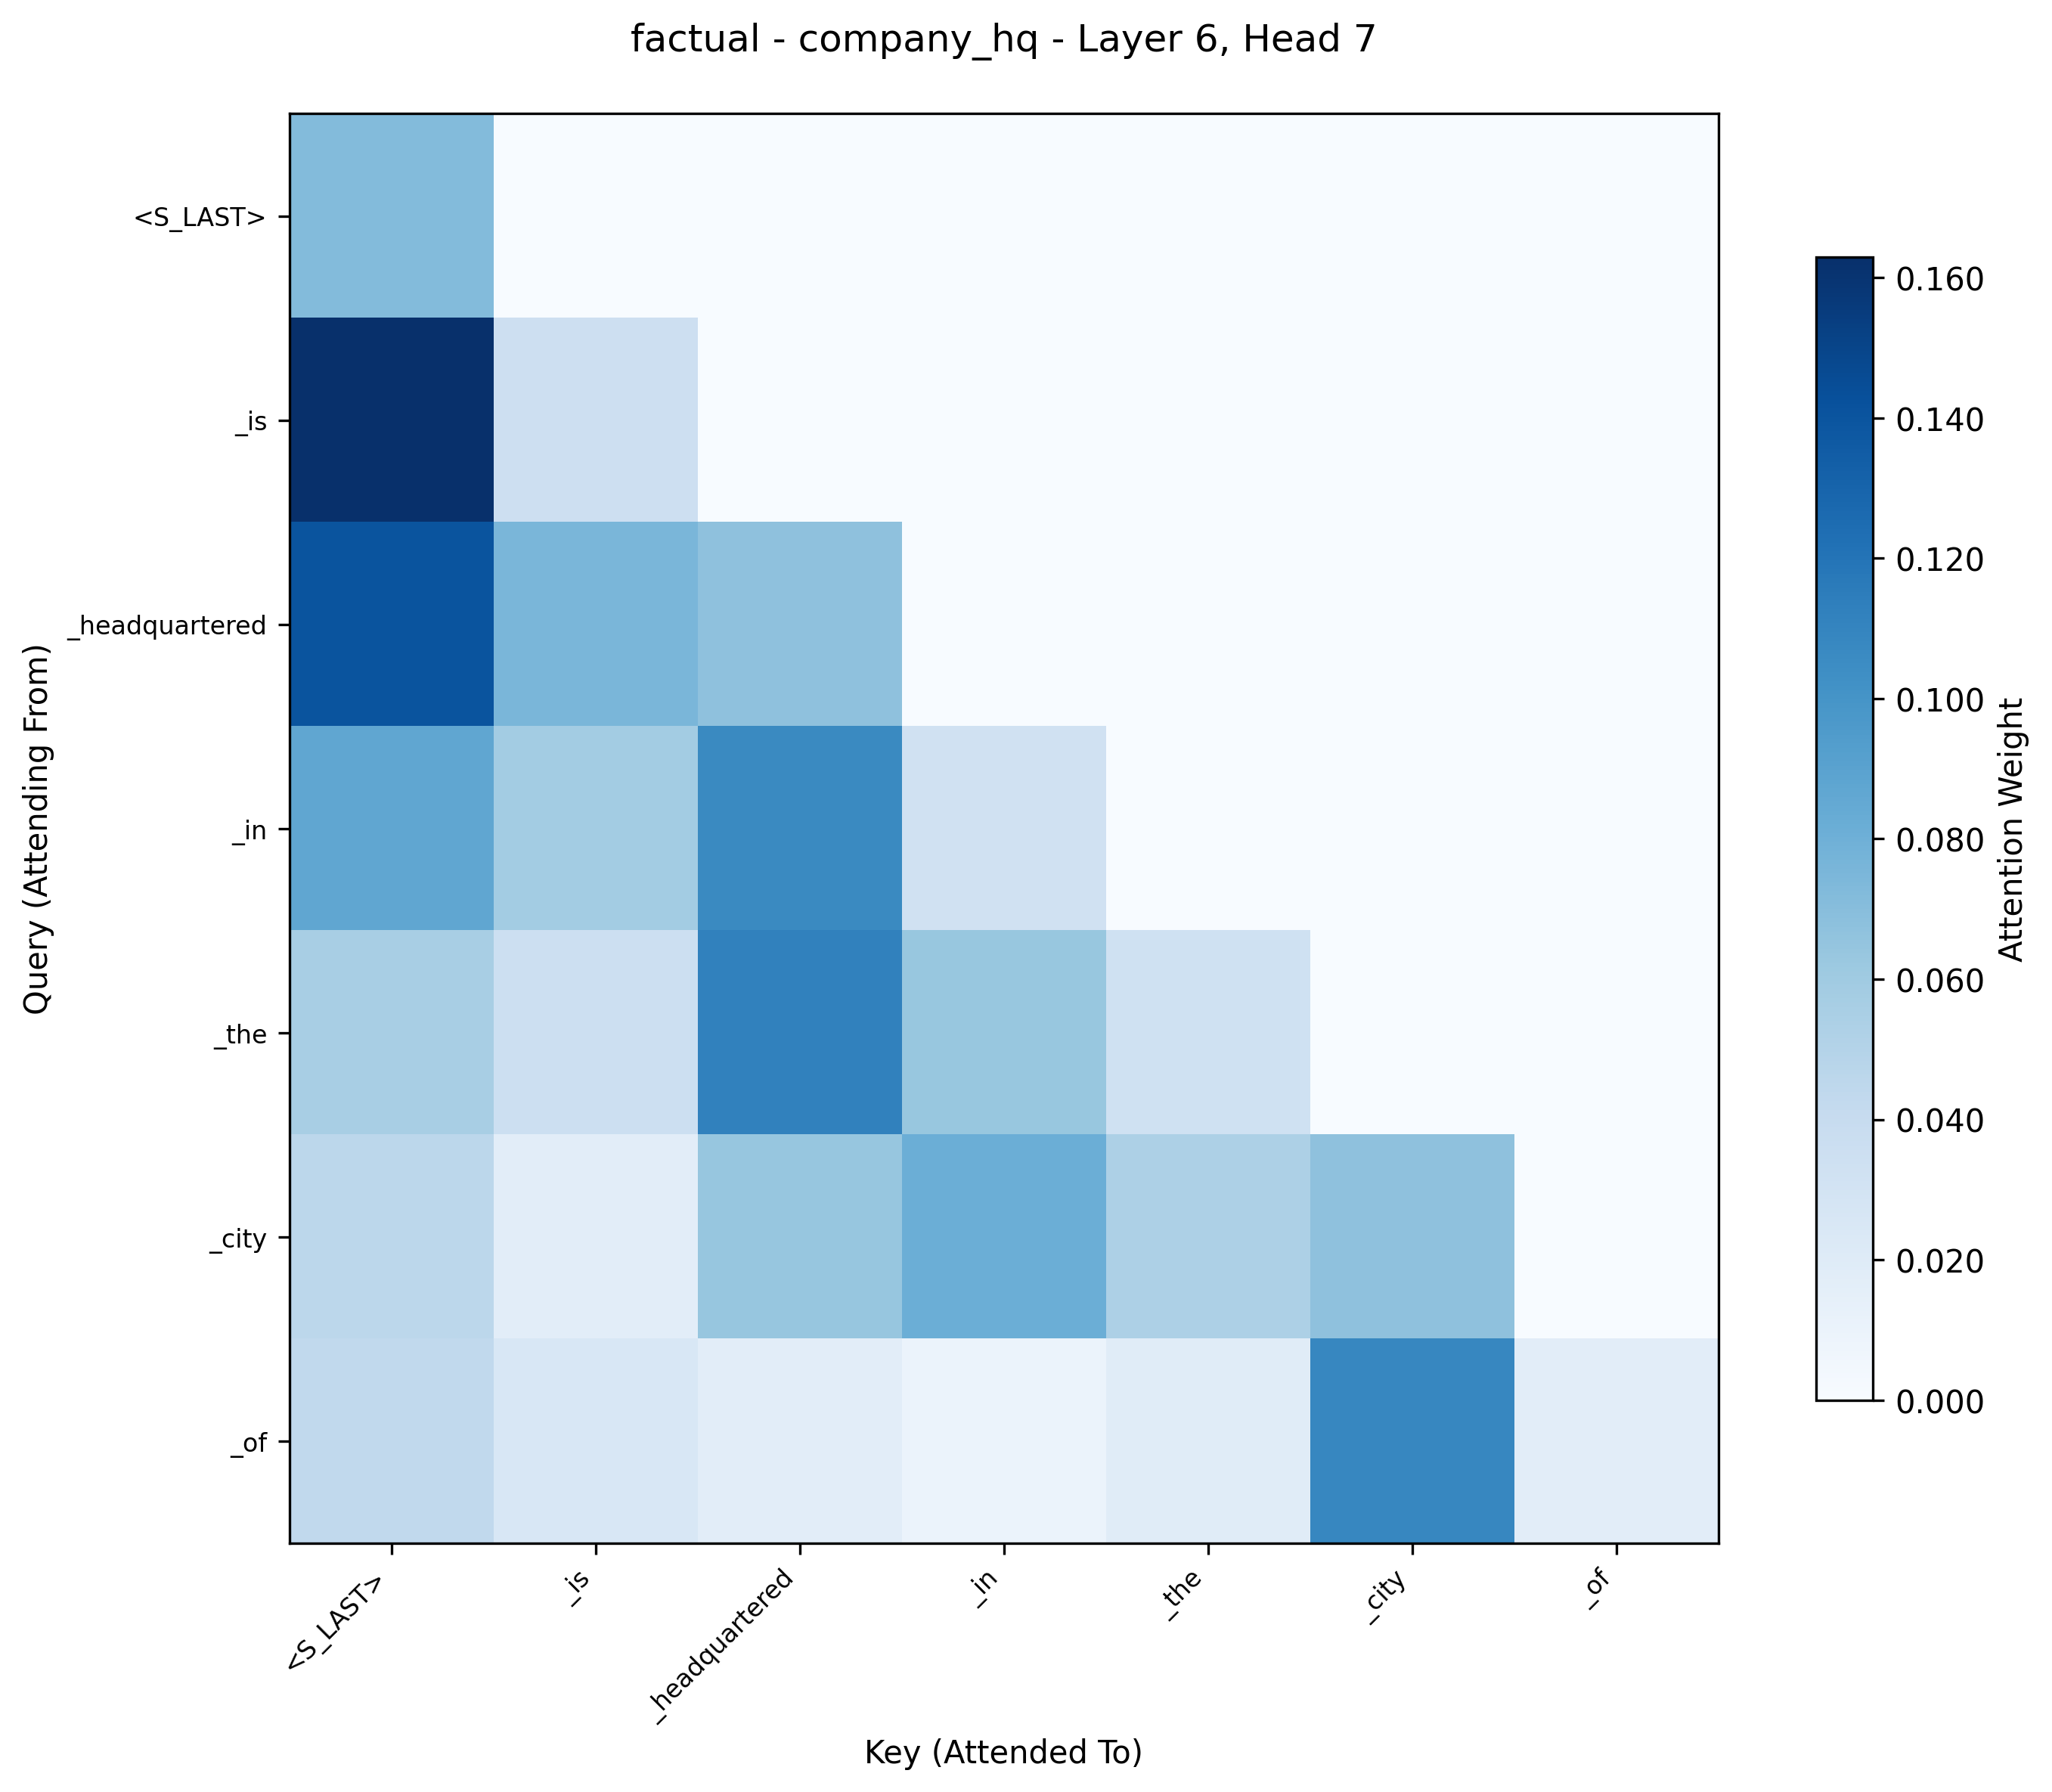 factual - company_hq - Layer 6, Head 7
<S_LAST>
_is
_headquartered
_in
_the
_city
_of
Query (Attending From)
<S_LAST>
_is
_headquartered
_in
_the
_city
_of
Key (Attended To)
0.160
0.140
0.120
0.100
0.080
0.060
0.040
0.020
0.000
Attention Weight